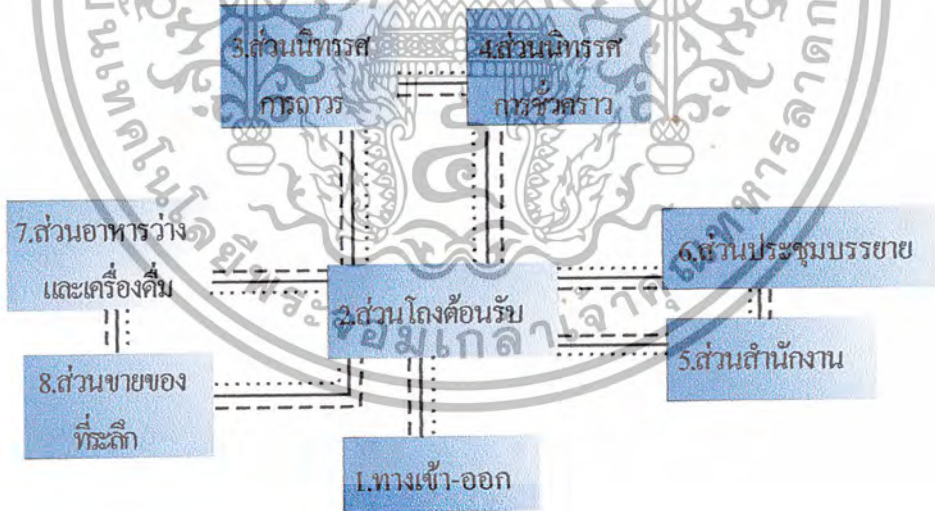 3.ส่วนนิทรรศ
การถาวร
4.ส่วนนิทรรศ
การชั่วคราว
7.ส่วนอาหารว่าง
และเครื่องดื่ม
6.ส่วนประชุมบรรยาย
2.ส่วนโถงต้อนรับ
5.ส่วนสำนักงาน
8.ส่วนขายของ
ที่ระลึก
1.ทางเข้า-ออก